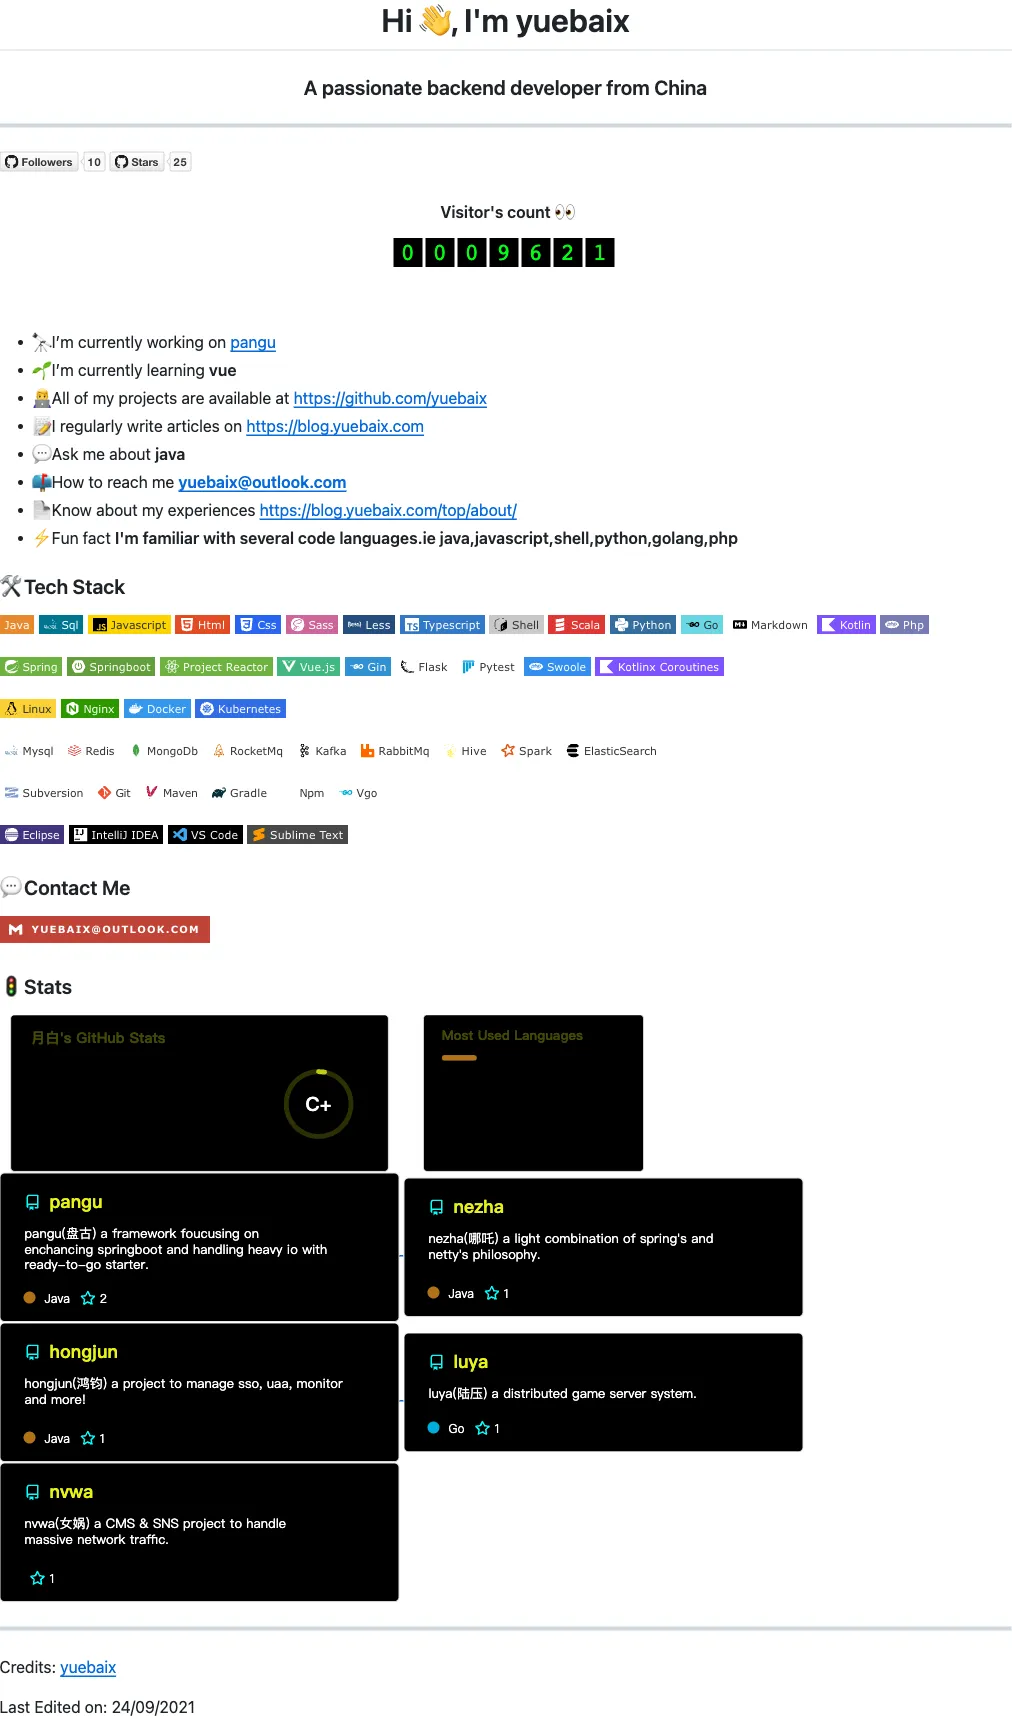 Hi 👋, I'm yuebaix
A passionate backend developer from China
Followers 10 Stars 25
Visitor's count 👀
0 0 0 9 6 2 1
🔭I’m currently working on pangu
🌱I’m currently learning vue
👨‍💻All of my projects are available at https://github.com/yuebaix
📝I regularly write articles on https://blog.yuebaix.com
💬Ask me about java
📫How to reach me yuebaix@outlook.com
📄Know about my experiences https://blog.yuebaix.com/top/about/
⚡Fun fact I'm familiar with several code languages.ie java,javascript,shell,python,golang,php
🛠Tech Stack
Java Sql Javascript Html Css Sass Less Typescript Shell Scala Python Go Markdown Kotlin Php
Spring Springboot Project Reactor Vue.js Gin Flask Pytest Swoole Kotlinx Coroutines
Linux Nginx Docker Kubernetes
Mysql Redis MongoDb RocketMq Kafka RabbitMq Hive Spark ElasticSearch
Subversion Git Maven Gradle Npm Vgo
Eclipse IntelliJ IDEA VS Code Sublime Text
💬Contact Me
YUEBAIX@OUTLOOK.COM
🚦Stats
月白's GitHub Stats
C+
Most Used Languages
pangu
pangu(盘古) a framework foucusing on
enchancing springboot and handling heavy io with
ready-to-go starter.
Java 2
nezha
nezha(哪吒) a light combination of spring's and
netty's philosophy.
Java 1
hongjun
hongjun(鸿钧) a project to manage sso, uaa, monitor
and more!
Java 1
luya
luya(陆压) a distributed game server system.
Go 1
nvwa
nvwa(女娲) a CMS & SNS project to handle
massive network traffic.
1
Credits: yuebaix
Last Edited on: 24/09/2021